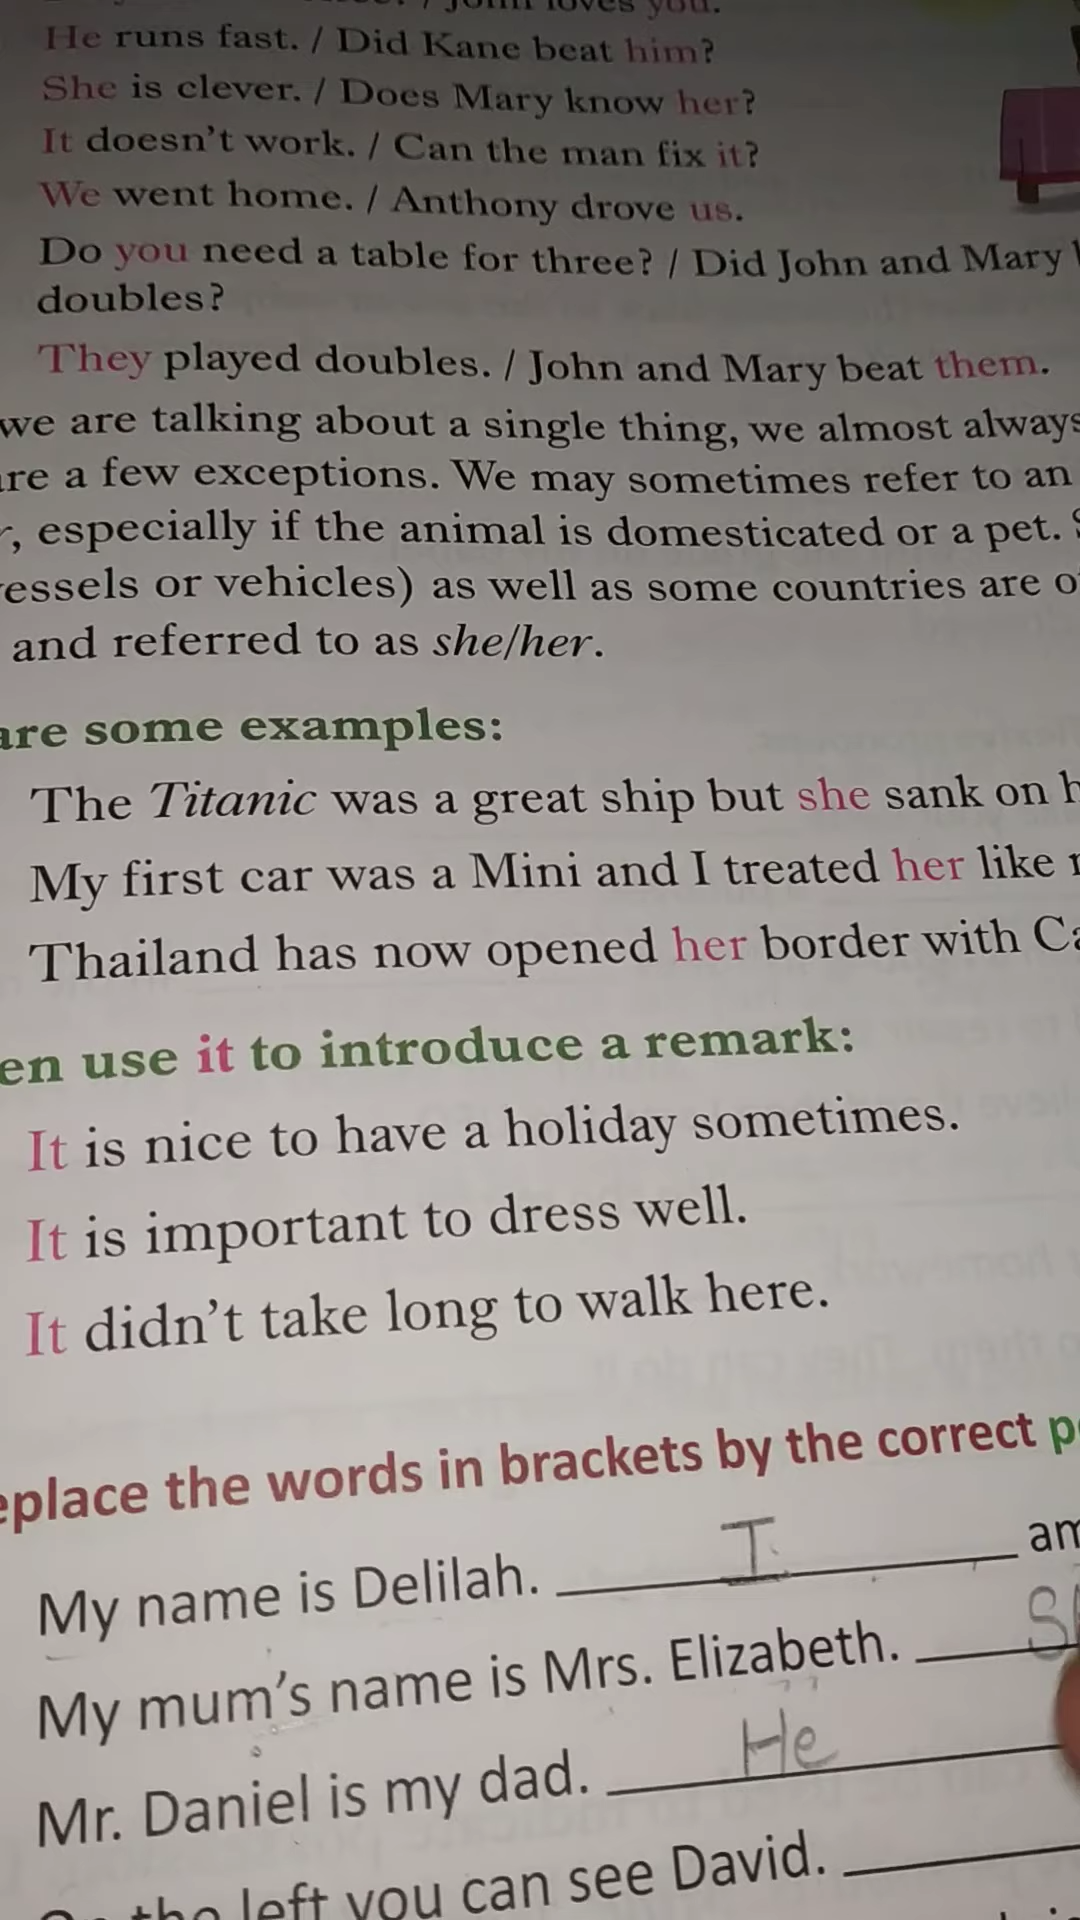 loves you.
He runs fast. / Did Kane beat him?
She is clever. / Does Mary know her?
It doesn't work. / Can the man fix it?
We went home. / Anthony drove us.
Do you need a table for three? / Did John and Mary
doubles?
They played doubles. / John and Mary beat them.
we are talking about a single thing, we almost always
a few exceptions. We may sometimes refer to an
especially if the animal is domesticated or a pet.
or vehicles) as well as some countries are
and referred to as she/her.
are some examples:
The Titanic was a great ship but she sank on
My first car was a Mini and I treated her like
Thailand has now opened her border with
use it to introduce a remark:
It is nice to have a holiday sometimes.
It is important to dress well.
It didn't take long to walk here.
the words in brackets by the correct
My name is Delilah. I am
My mum's name is Mrs. Elizabeth.
Mr. Daniel is my dad. He
the left you can see David.